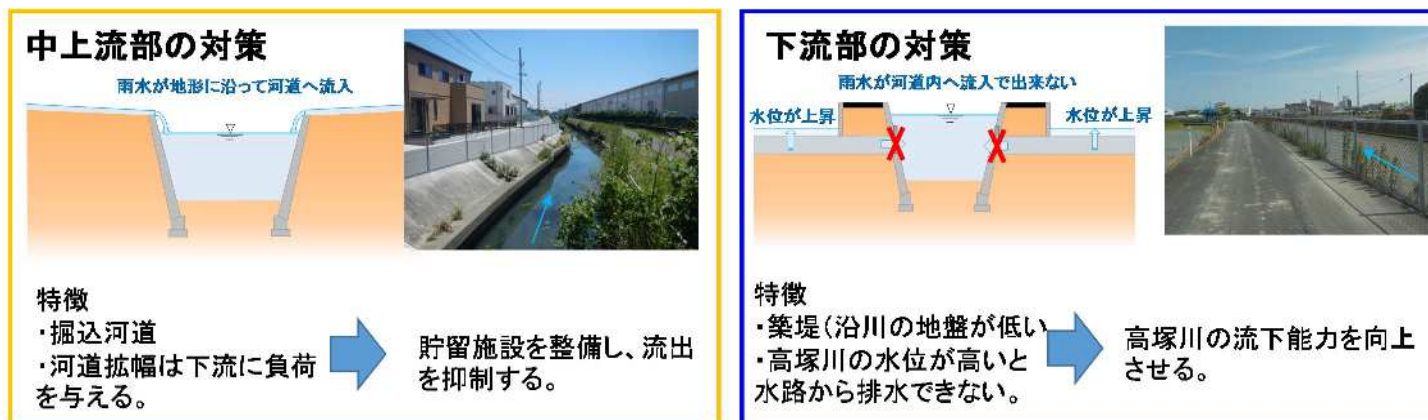 中上流部の対策
雨水が地形に沿って河道へ流入
特徴
・掘込河道
・河道拡幅は下流に負荷
を与える。
貯留施設を整備し、流出
を抑制する。
下流部の対策
雨水が河道内へ流入で出来ない
水位が上昇
水位が上昇
特徴
・築堤(沿川の地盤が低い
・高塚川の水位が高いと
水路から排水できない。
高塚川の流下能力を向上
させる。